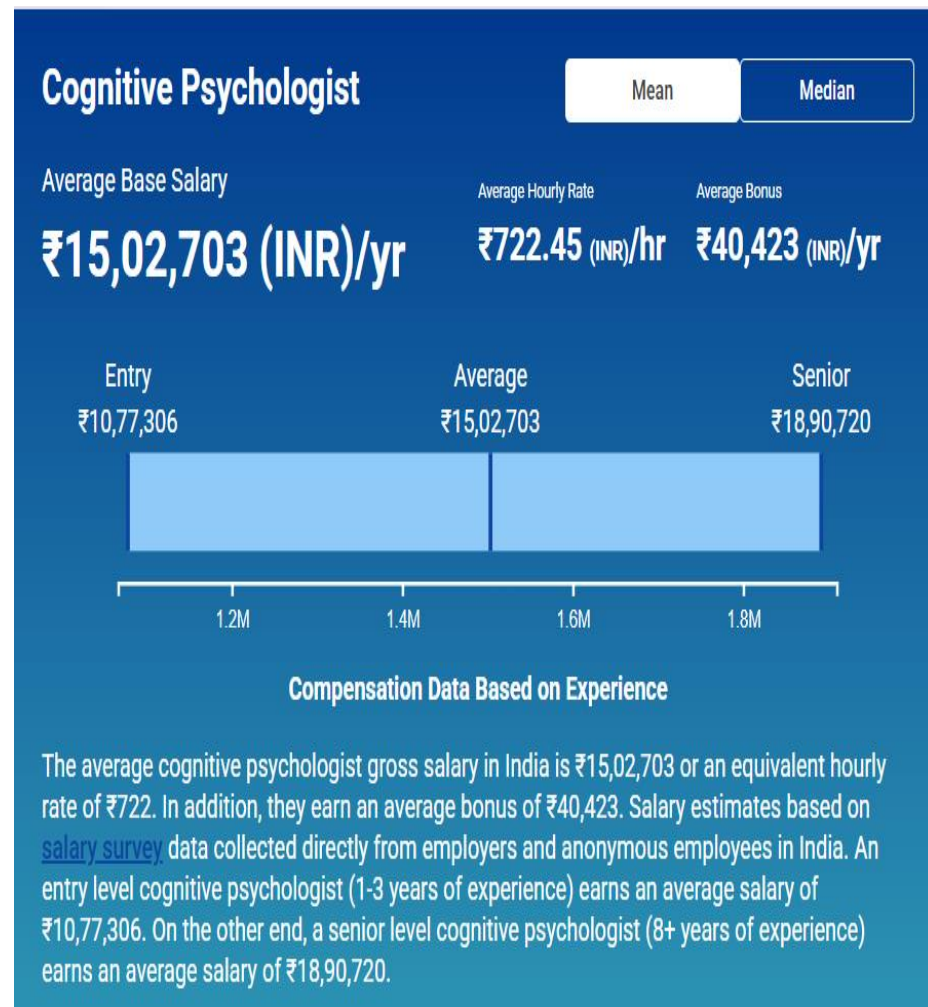 Cognitive Psychologist
Mean
Median
Average Base Salary
₹15,02,703 (INR)/yr
Average Hourly Rate
₹722.45 (INR)/hr
Average Bonus
₹40,423 (INR)/yr
Entry
₹10,77,306
Average
₹15,02,703
Senior
₹18,90,720
1.2M
1.4M
1.6M
1.8M
Compensation Data Based on Experience
The average cognitive psychologist gross salary in India is ₹15,02,703 or an equivalent hourly
rate of ₹722. In addition, they earn an average bonus of ₹40,423. Salary estimates based on
salary survey data collected directly from employers and anonymous employees in India. An
entry level cognitive psychologist (1-3 years of experience) earns an average salary of
₹10,77,306. On the other end, a senior level cognitive psychologist (8+ years of experience)
earns an average salary of ₹18,90,720.